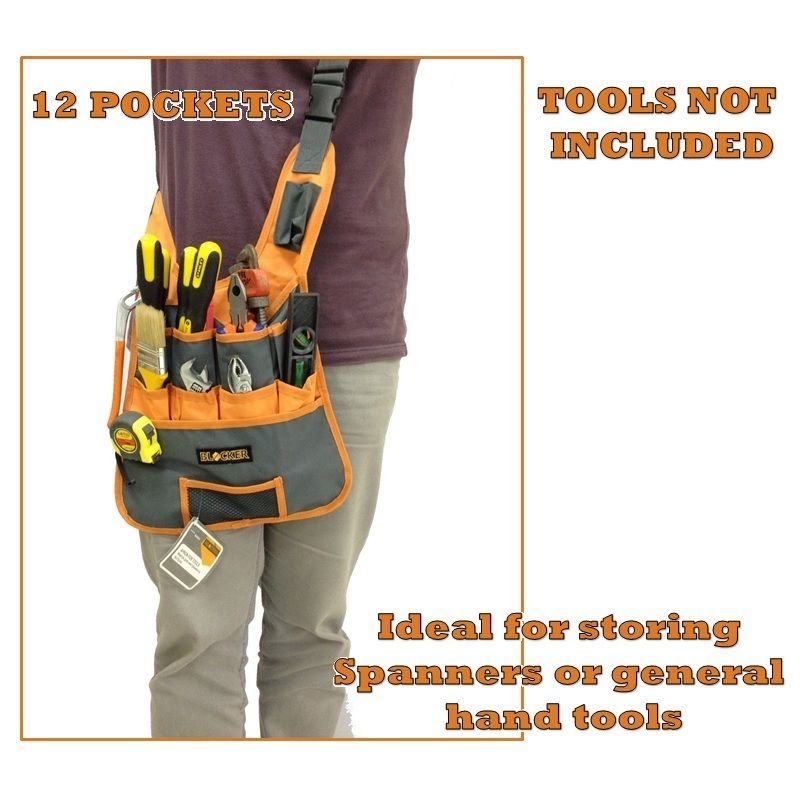 12 POCKETS
TOOLS NOT
INCLUDED
BLOCKER
Ideal for storing
Spanners or general
hand tools